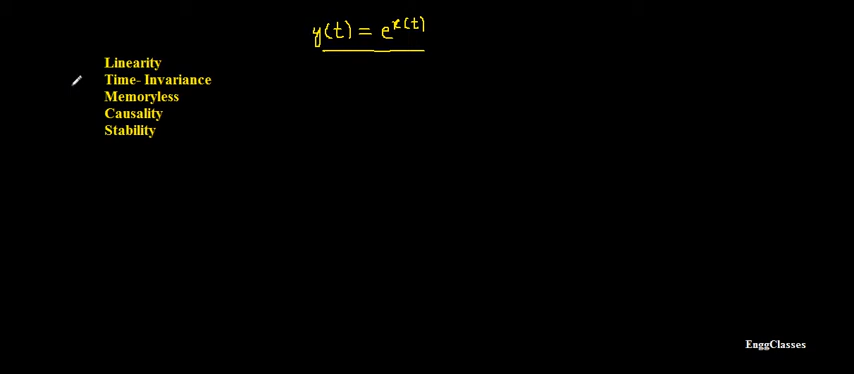 y(t) = e^x(t)
Linearity
Time- Invariance
Memoryless
Causality
Stability
EnggClasses